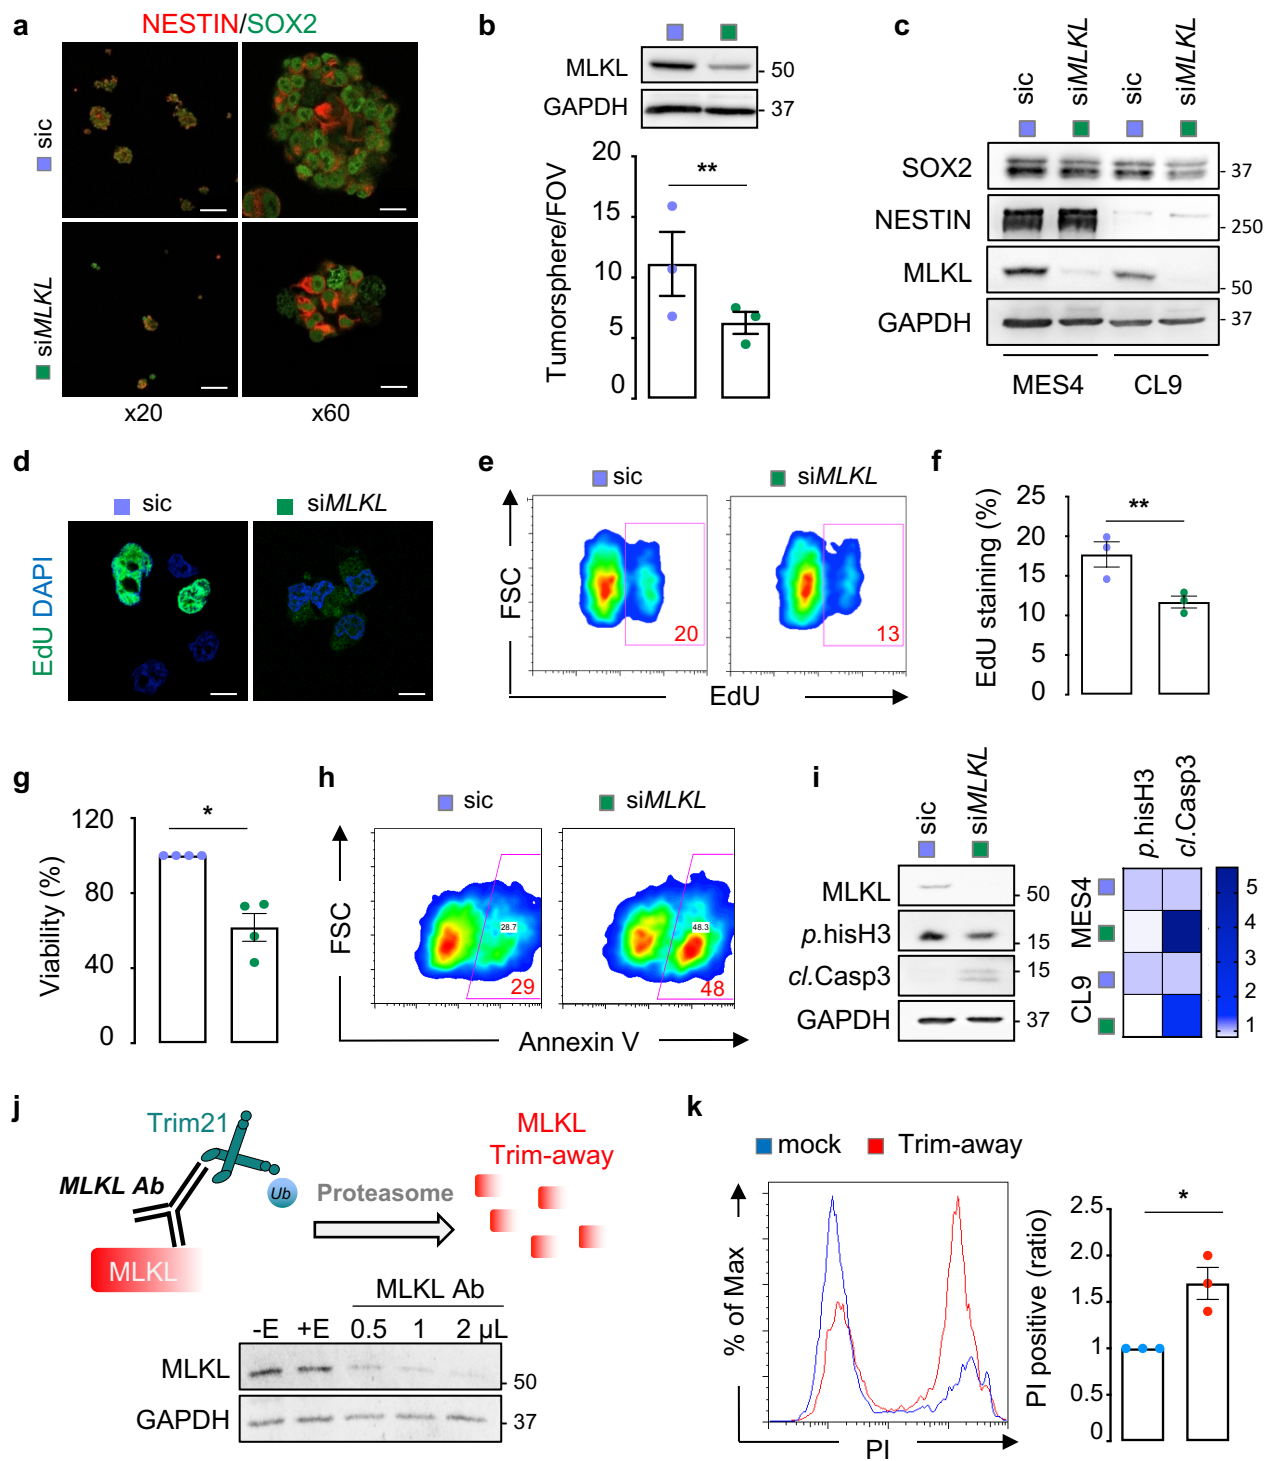 a
NESTIN/SOX2
sic
siMLKL
x20
x60
b
MLKL
50
GAPDH
37
Tumorsphere/FOV
20
15
10
5
0
**
c
sic
siMLKL
sic
siMLKL
SOX2
37
NESTIN
250
MLKL
50
GAPDH
37
MES4
CL9
d
sic
siMLKL
EdU DAPI
e
sic
siMLKL
FSC
20
13
EdU
f
EdU staining (%)
25
20
15
10
5
0
**
g
Viability (%)
120
80
40
0
*
h
sic
siMLKL
FSC
28.7
29
48.3
48
Annexin V
i
sic
siMLKL
MLKL
50
p.hisH3
15
cl.Casp3
15
GAPDH
37
p.hisH3
cl.Casp3
MES4
CL9
5
4
3
2
1
j
Trim21
MLKL Ab
Ub
MLKL
Proteasome
MLKL
Trim-away
MLKL Ab
-E +E 0.5 1 2 µL
MLKL
50
GAPDH
37
k
mock
Trim-away
% of Max
PI
PI positive (ratio)
2.5
2.0
1.5
1
0.5
0
*